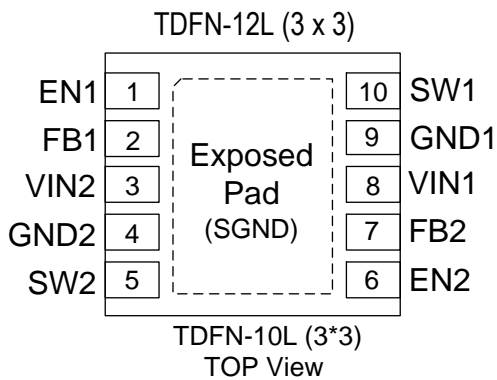 TDFN-12L (3 x 3)
EN1 1 10 SW1
FB1 2 9 GND1
Exposed
VIN2 3 8 VIN1
Pad
GND2 4 (SGND) 7 FB2
SW2 5 6 EN2
TDFN-10L (3*3)
TOP View